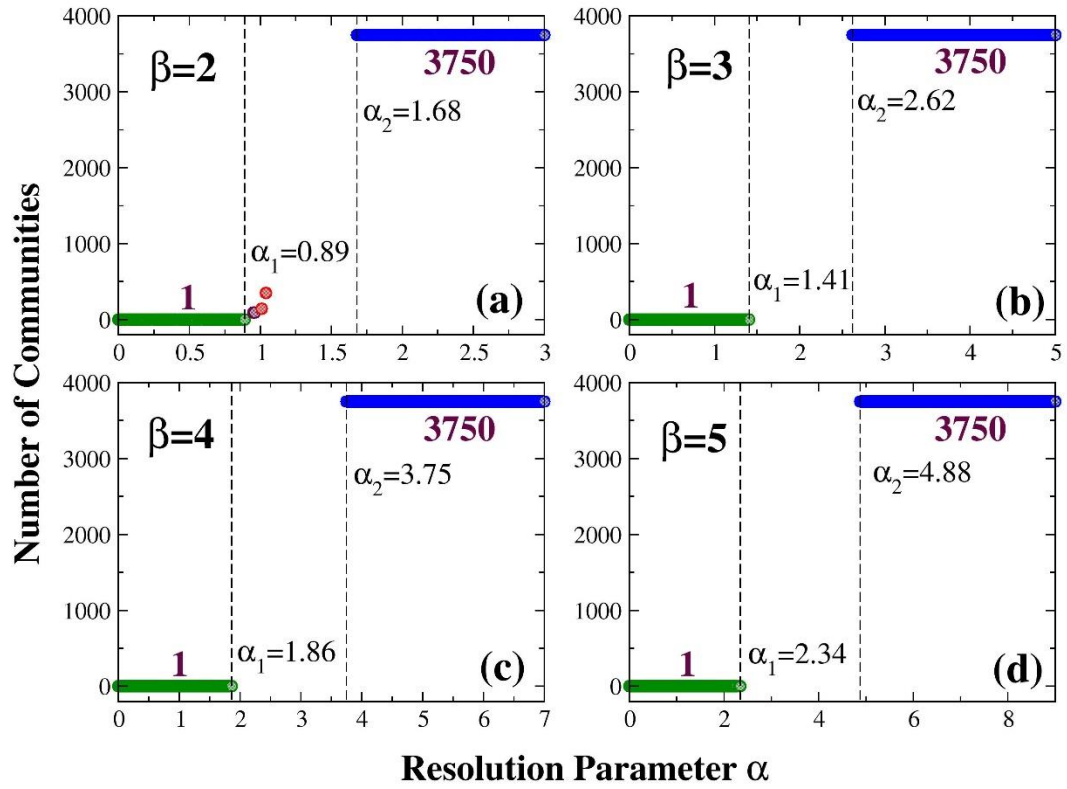 Number of Communities
4000
3000
2000
1000
0
β=2
3750
α2=1.68
α1=0.89
1
(a)
0 0.5 1 1.5 2 2.5 3
4000
3000
2000
1000
0
β=3
3750
α2=2.62
α1=1.41
1
(b)
0 1 2 3 4 5
4000
3000
2000
1000
0
β=4
3750
α2=3.75
α1=1.86
1
(c)
0 1 2 3 4 5 6 7
4000
3000
2000
1000
0
β=5
3750
α2=4.88
α1=2.34
1
(d)
0 2 4 6 8
Resolution Parameter α